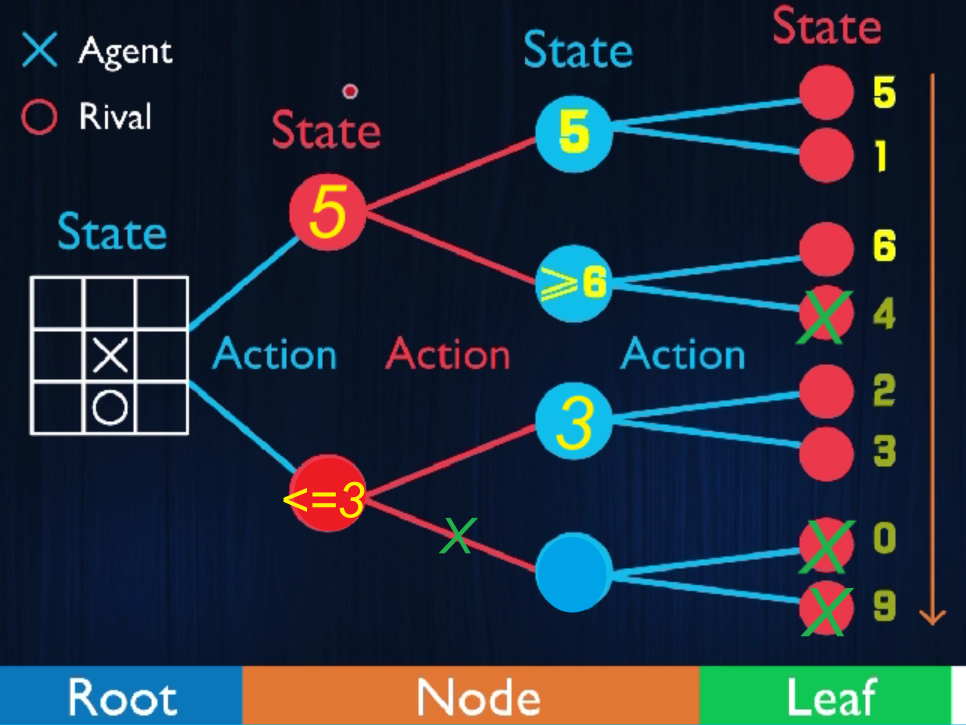 Agent
Rival
State
State
State
State
5
5
≥6
3
<=3
X
5
1
6
X 4
2
3
X 0
X 9
X
O
Action
Action
Action
Root
Node
Leaf